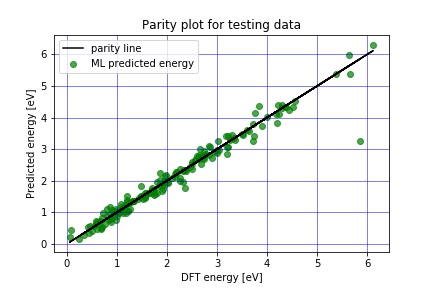 Parity plot for testing data
parity line
ML predicted energy
Predicted energy [eV]
6
5
4
3
2
1
0
0 1 2 3 4 5 6
DFT energy [eV]